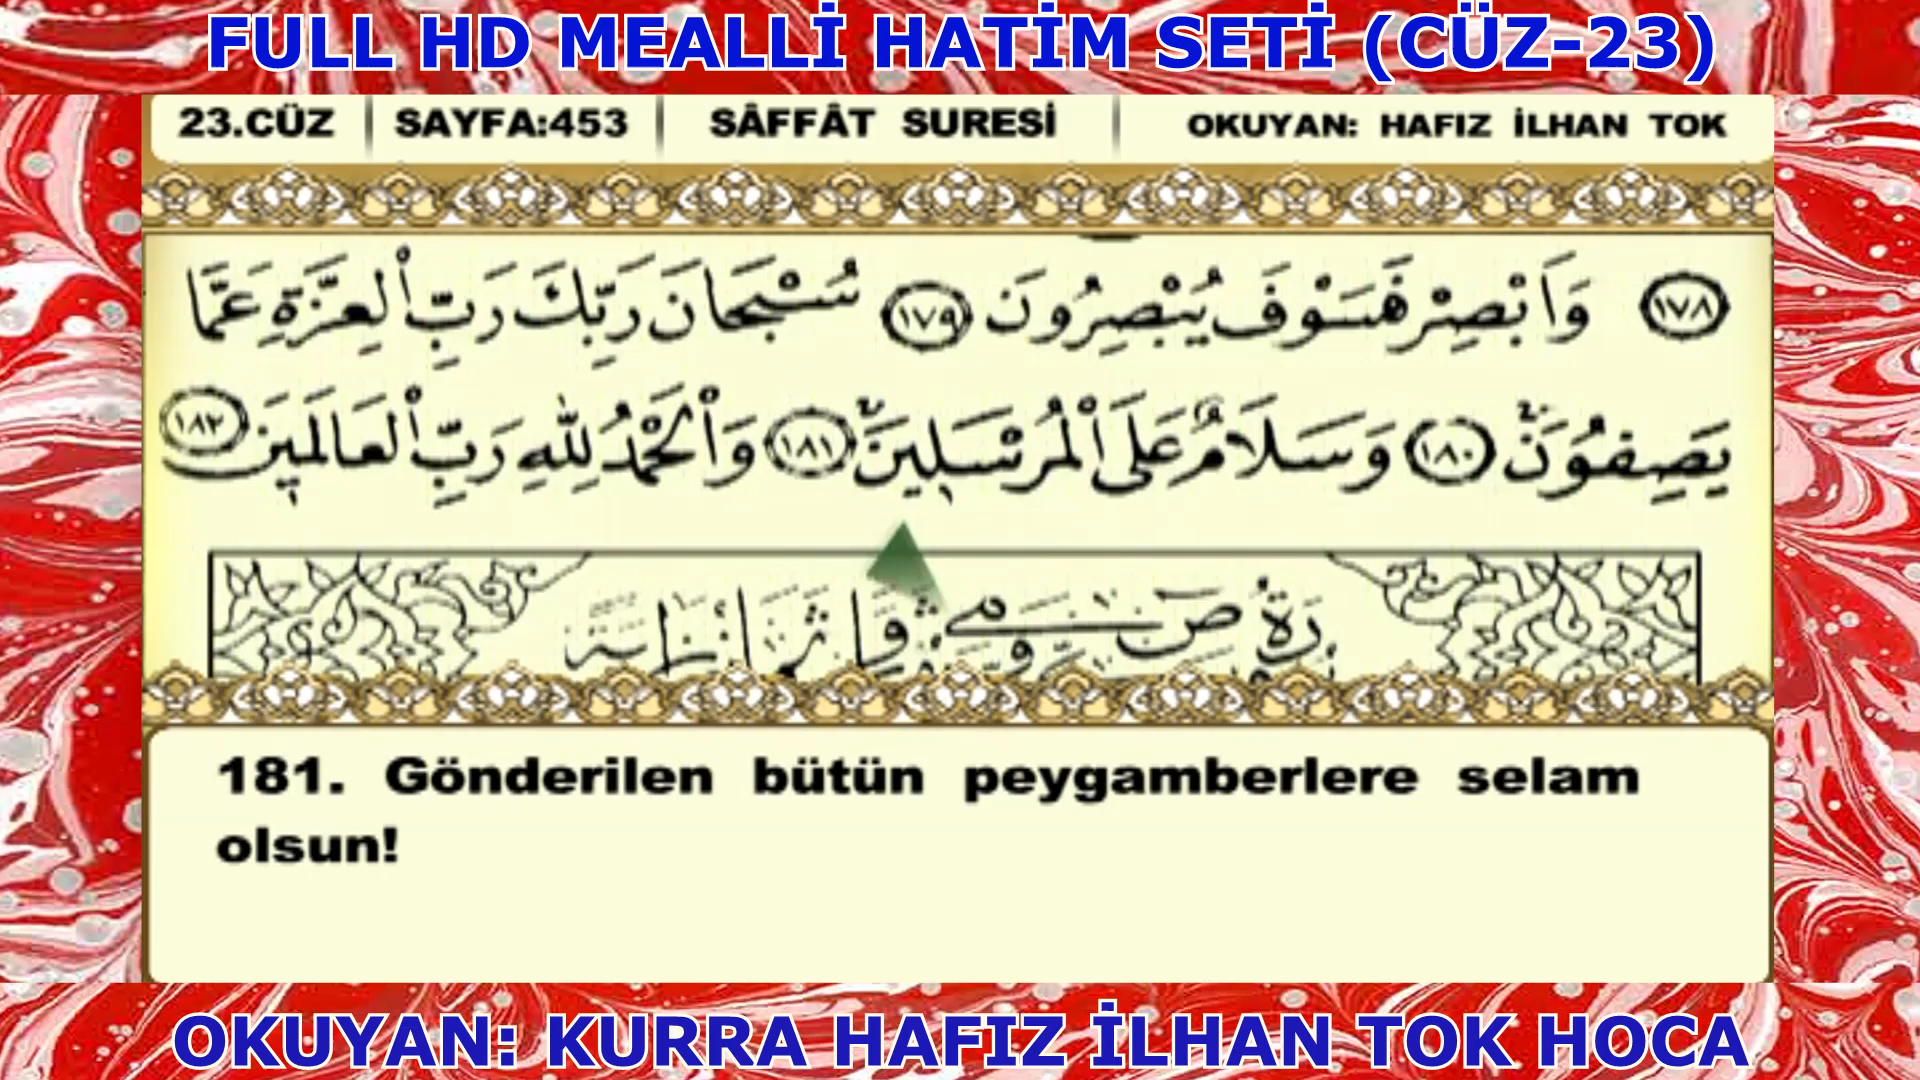 FULL HD MEALLİ HATİM SETİ (CÜZ-23)
23.CÜZ SAYFA:453 SÂFFÂT SURESİ OKUYAN: HAFIZ İLHAN TOK
﴿١٧٨﴾ وَاَبْصِرْ فَسَوْفَ يُبْصِرُونَ ﴿١٧٩﴾ سُبْحَانَ رَبِّكَ رَبِّ الْعِزَّةِ عَمَّا
يَصِفُونَۚ ﴿١٨٠﴾ وَسَلَامٌ عَلَى الْمُرْسَلِينَۚ ﴿١٨١﴾ وَالْحَمْدُ لِلّٰهِ رَبِّ الْعَالَمِينَ ﴿١٨٢﴾
181. Gönderilen bütün peygamberlere selam
olsun!
OKUYAN: KURRA HAFIZ İLHAN TOK HOCA